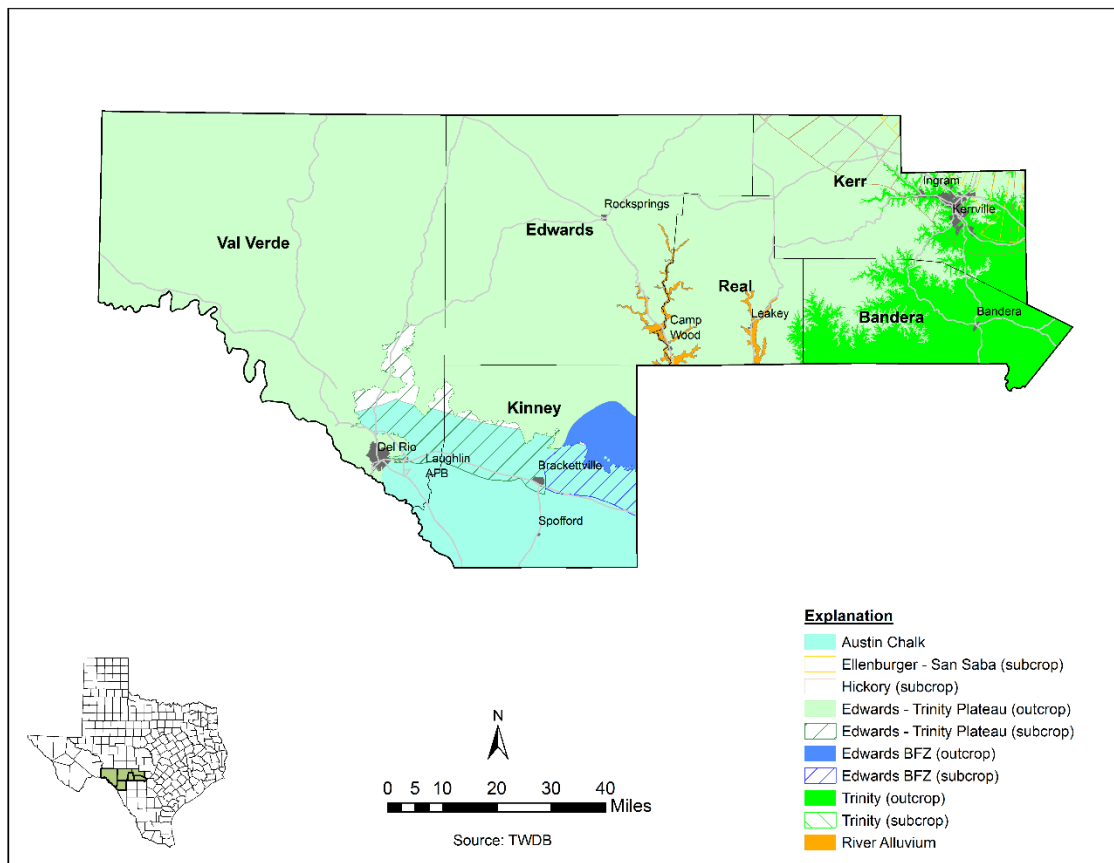 Kerr
Ingram
Kerrville
Rocksprings
Val Verde
Edwards
Real
Leakey
Camp
Wood
Bandera
Bandera
Kinney
Del Rio
Laughlin
AFB
Brackettville
Spofford
N
0 5 10 20 30 40
Miles
Source: TWDB
Explanation
Austin Chalk
Ellenburger - San Saba (subcrop)
Hickory (subcrop)
Edwards - Trinity Plateau (outcrop)
Edwards - Trinity Plateau (subcrop)
Edwards BFZ (outcrop)
Edwards BFZ (subcrop)
Trinity (outcrop)
Trinity (subcrop)
River Alluvium